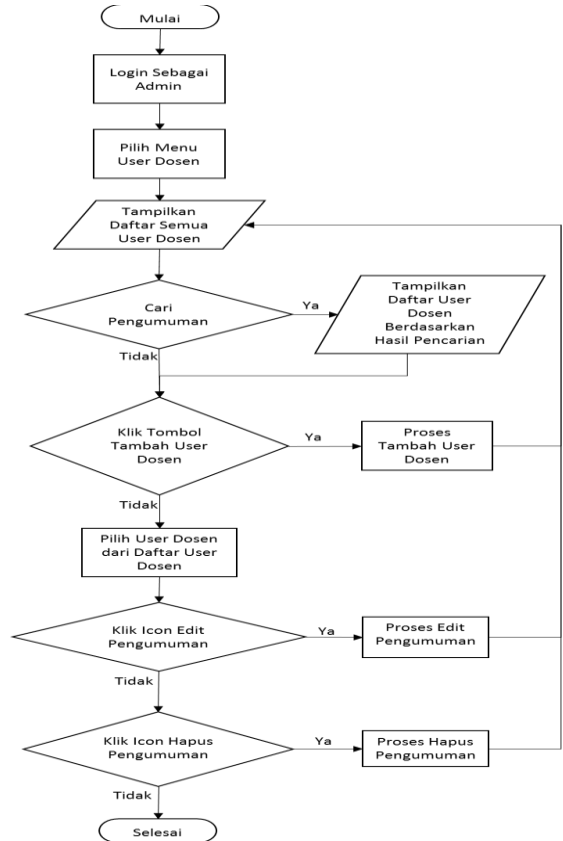 Mulai
Login Sebagai
Admin
Pilih Menu
User Dosen
Tampilkan
Daftar Semua
User Dosen
Cari
Pengumuman
Ya
Tampilkan
Daftar User
Dosen
Berdasarkan
Hasil Pencarian
Tidak
Klik Tombol
Tambah User
Dosen
Ya
Proses
Tambah User
Dosen
Tidak
Pilih User Dosen
dari Daftar User
Dosen
Klik Icon Edit
Pengumuman
Ya
Proses Edit
Pengumuman
Tidak
Klik Icon Hapus
Pengumuman
Ya
Proses Hapus
Pengumuman
Tidak
Selesai